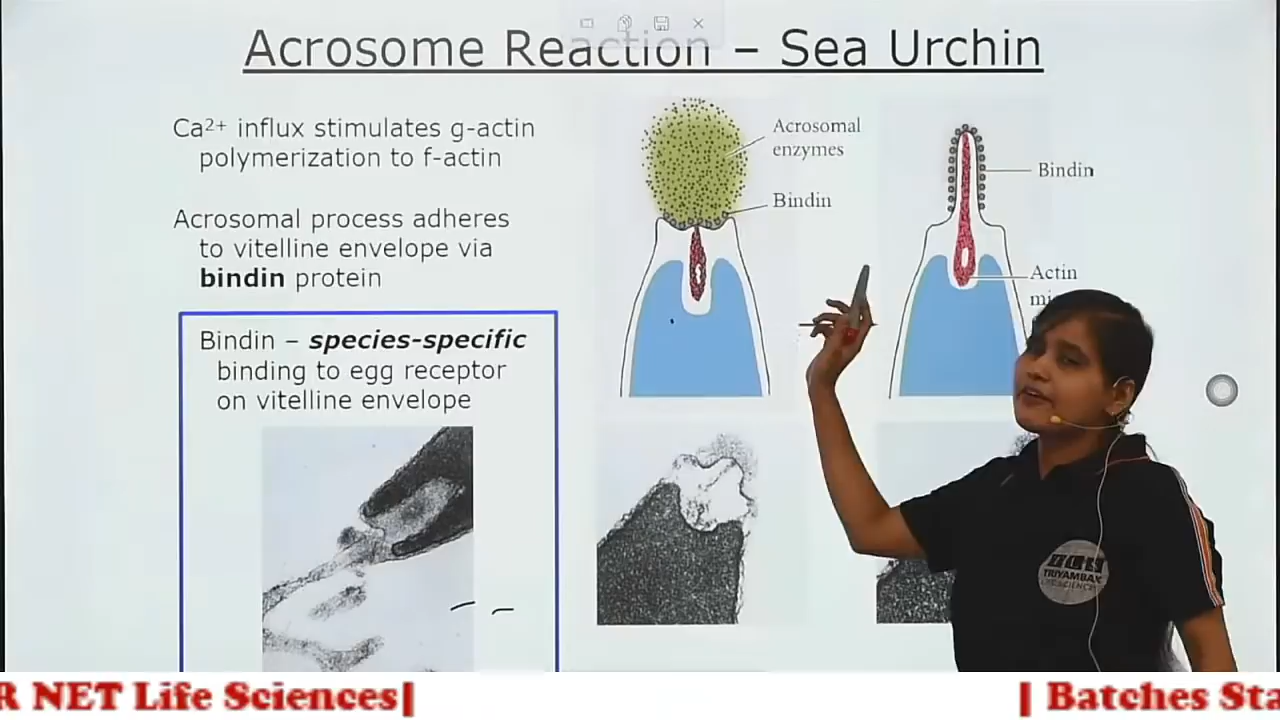 Acrosome Reaction – Sea Urchin
Ca2+ influx stimulates g-actin
polymerization to f-actin
Acrosomal process adheres
to vitelline envelope via
bindin protein
Bindin – species-specific
binding to egg receptor
on vitelline envelope
Acrosomal
enzymes
Bindin
Bindin
Actin
TRIYAMBAK
R NET Life Sciences|
| Batches Sta